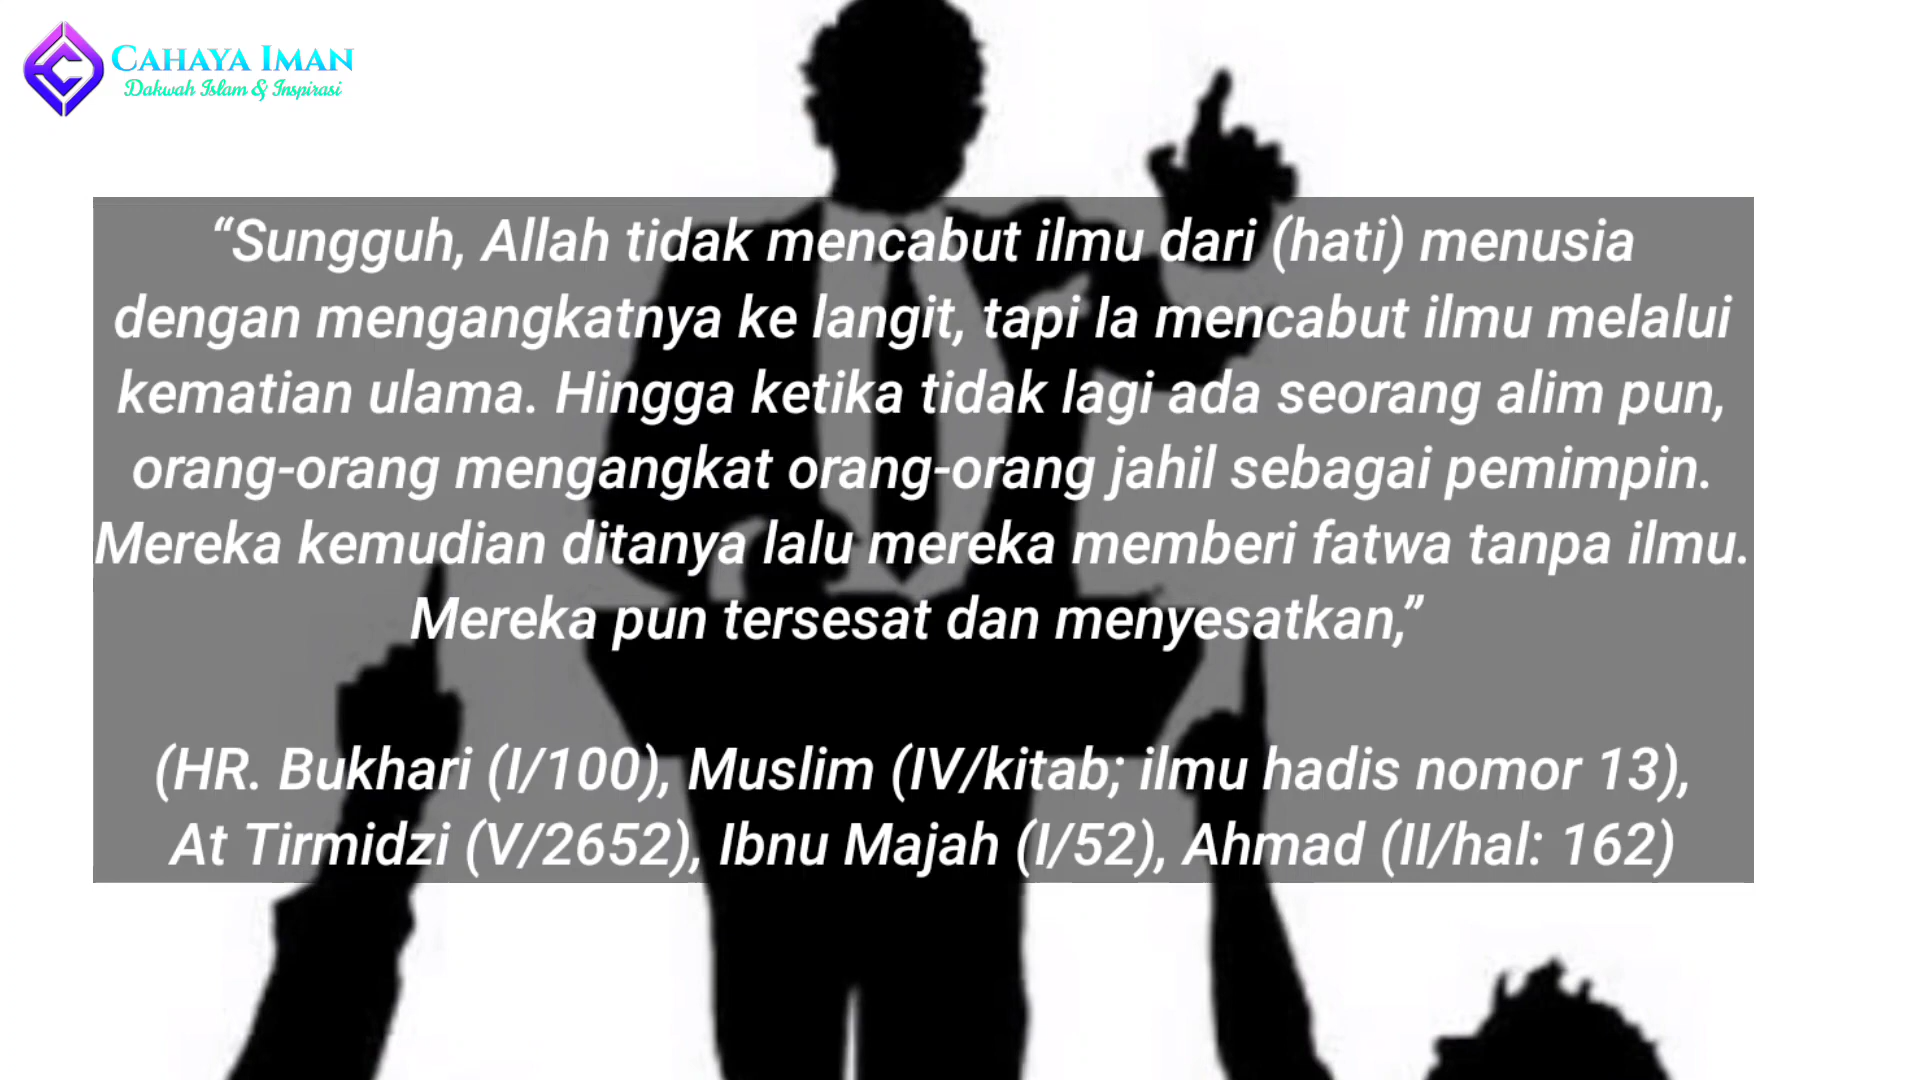 CAHAYA IMAN
Dakwah Islam & Inspirasi
“Sungguh, Allah tidak mencabut ilmu dari (hati) menusia
dengan mengangkatnya ke langit, tapi Ia mencabut ilmu melalui
kematian ulama. Hingga ketika tidak lagi ada seorang alim pun,
orang-orang mengangkat orang-orang jahil sebagai pemimpin.
Mereka kemudian ditanya lalu mereka memberi fatwa tanpa ilmu.
Mereka pun tersesat dan menyesatkan,”
(HR. Bukhari (I/100), Muslim (IV/kitab; ilmu hadis nomor 13),
At Tirmidzi (V/2652), Ibnu Majah (I/52), Ahmad (II/hal: 162)